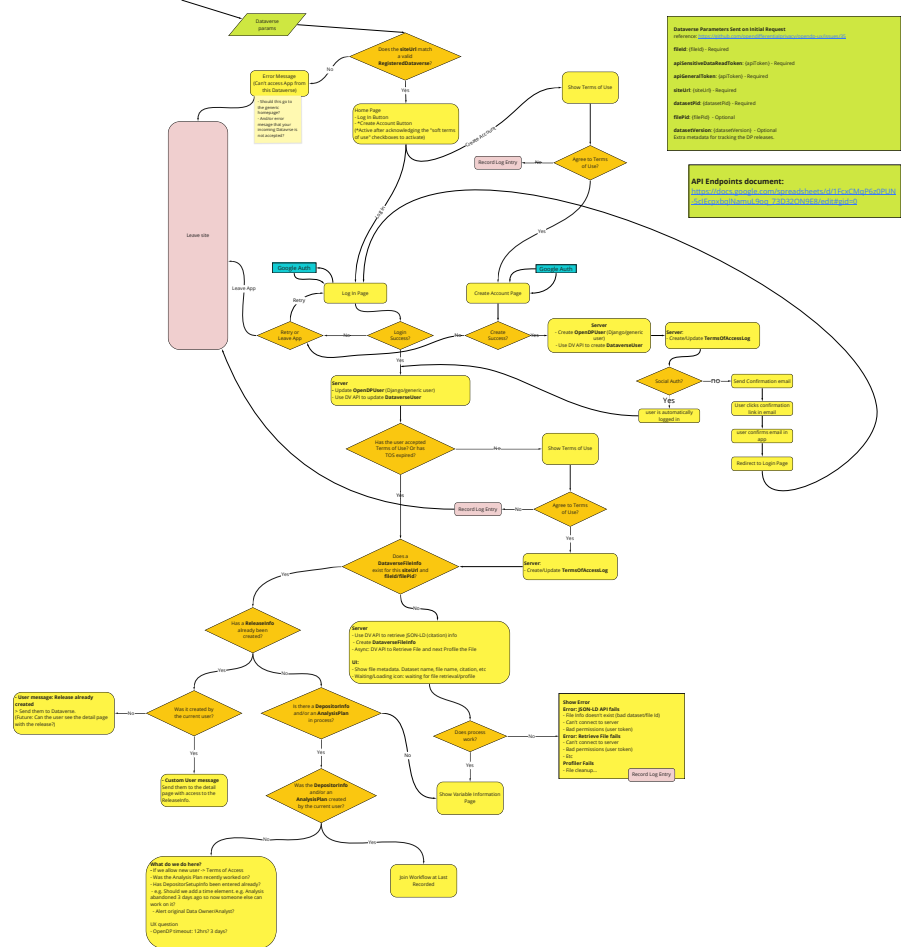 Dataverse
params
Does the siteUrl match
a valid
RegisteredDataverse?
No
Yes
Error Message
(Can't access App from
this Dataverse)
- Should this go to
the generic
homepage?
- And/or error
message that your
incoming Dataverse is
not accepted?
Home Page
- Log In Button
- *Create Account Button
(*Active after acknowledging the "soft terms
of use" checkboxes to activate)
Create Account
Show Terms of Use
Agree to Terms
of Use?
No
Record Log Entry
Yes
Log In
Dataverse Parameters Sent on Initial Request
fileId: {fileId} - Required
apiSensitiveDataReadToken: {apiToken} - Required
apiGeneralToken: {apiToken} - Required
siteUrl: {siteUrl} - Required
datasetPid: {datasetPid} - Required
filePid: {filePid} - Optional
datasetVersion: {datasetVersion} - Optional
Extra metadata for tracking the DP releases.
API Endpoints document:
Leave site
Google Auth
Log In Page
Google Auth
Create Account Page
Leave App
Retry
Retry or
Leave App
No
Login
Success?
No
Create
Success?
Yes
Server
- Create OpenDPUser (Django/generic
user)
- Use DV API to create DataverseUser
Server:
- Create/Update TermsOfAccessLog
Yes
Server
- Update OpenDPUser (Django/generic user)
- Use DV API to update DataverseUser
Social Auth?
no
Yes
user is automatically
logged in
Send Confirmation email
User clicks confirmation
link in email
user confirms email in
app
Redirect to Login Page
Has the user accepted
Terms of Use? Or has
TOS expired?
No
Show Terms of Use
Yes
Agree to Terms
of Use?
No
Record Log Entry
Yes
Server:
- Create/Update TermsOfAccessLog
Does a
DataverseFileInfo
exist for this siteUrl and
fileId/filePid?
Yes
No
Has a ReleaseInfo
already been
created?
Yes
No
Server
- Use DV API to retrieve JSON-LD (citation) info
- Create DataverseFileInfo
- Async: DV API to Retrieve File and next Profile the File
UI:
- Show file metadata. Dataset name, file name, citation, etc
- Waiting/Loading icon: waiting for file retrieval/profile
- User message: Release already
created
> Send them to Dataverse.
(Future: Can the user see the detail page
with the release?)
No
Was it created by
the current user?
Yes
Is there a DepositorInfo
and/or an
AnalysisPlan
in process?
No
Yes
Does process
work?
No
Yes
Show Error
Error: JSON-LD API fails
- File info doesn't exist (bad dataset/file id)
- Can't connect to server
- Bad permissions (user token)
Error: Retrieve File fails
- Can't connect to server
- Bad permissions (user token)
- Etc
Profiler Fails
- File cleanup...
Record Log Entry
- Custom User message
Send them to the detail
page with access to the
ReleaseInfo.
Was the DepositorInfo
and/or an
AnalysisPlan created
by the current user?
Show Variable Information
Page
No
Yes
What do we do here?
- If we allow new user -> Terms of Access
- Was the Analysis Plan recently worked on?
- Has DepositorSetupInfo been entered already?
- e.g. Should we add a time element. e.g. Analysis
abandoned 3 days ago so now someone else can
work on it?
- Alert original Data Owner/Analyst?
UX question
- OpenDP timeout: 12hrs? 3 days?
Join Workflow at Last
Recorded